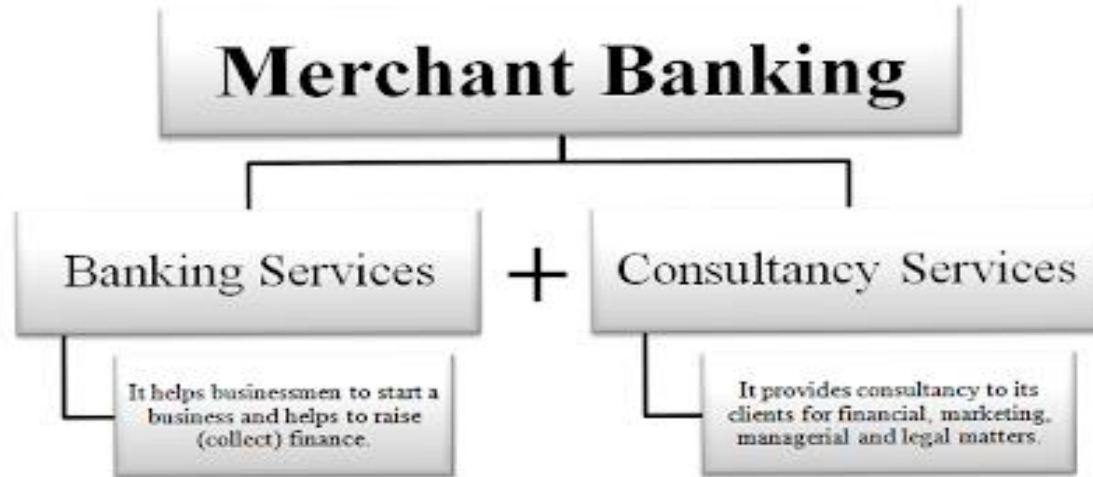 Merchant Banking
Banking Services
+
Consultancy Services
It helps businessmen to start a
business and helps to raise
(collect) finance.
It provides consultancy to its
clients for financial, marketing,
managerial and legal matters.